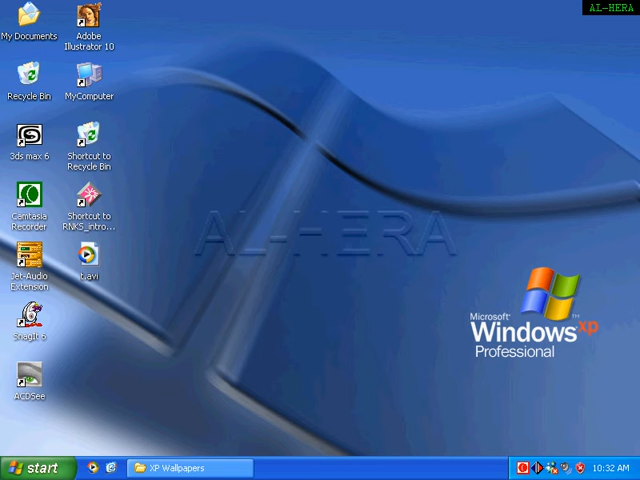 AL-HERA
My Documents
Adobe
Illustrator 10
Recycle Bin
MyComputer
3ds max 6
Shortcut to
Recycle Bin
Camtasia
Recorder
Shortcut to
RNKS_intro...
Jet-Audio
Extension
t.avi
SnagIt 6
ACDSee
AL-HERA
Microsoft
Windows xp
Professional
TM
start
XP Wallpapers
10:32 AM